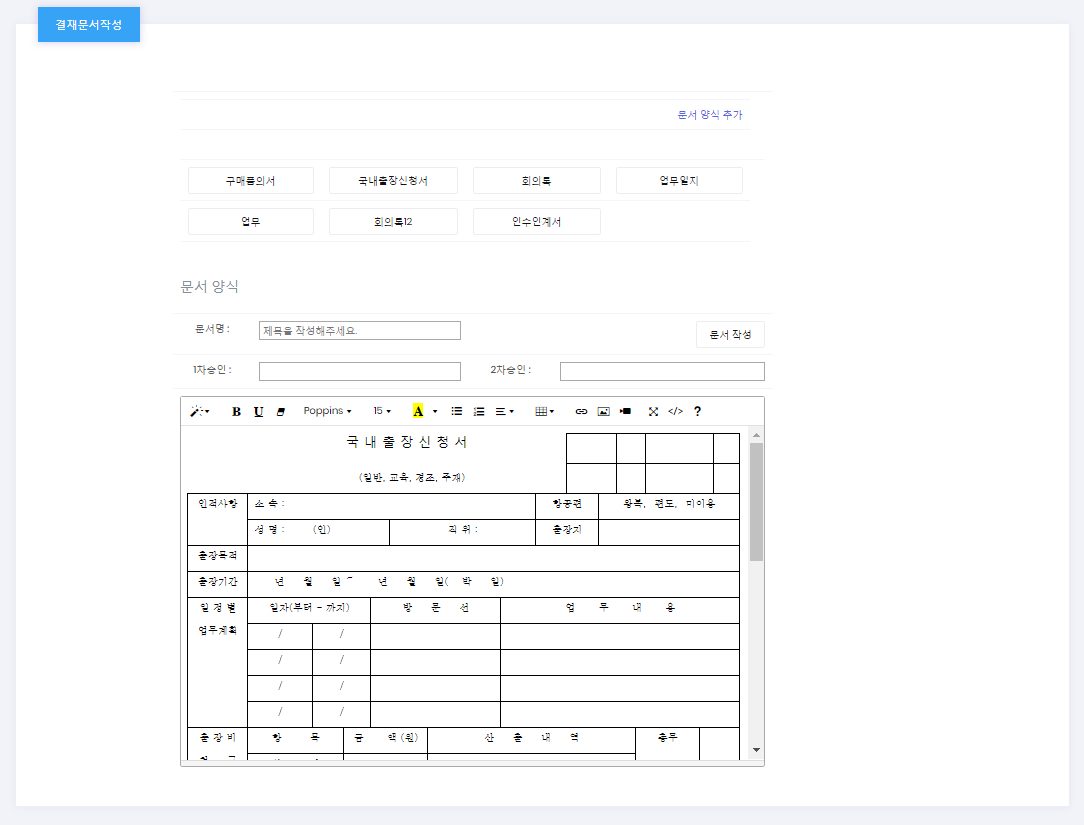 결재문서작성
문서 양식 추가
구매품의서 국내출장신청서 회의록 업무일지
업무 회의록12 인수인계서
문서 양식
문서명 : 제목을 작성해주세요. 문서 작성
1차승인 : 2차승인 :
B U Poppins 15 A </> ?
국 내 출 장 신 청 서
(일반, 교육, 경조, 주재)
인적사항 소 속 : 항공편 왕복, 편도, 미이용
성 명 : (인) 직 위 : 출장지
출장목적
출장기간 년 월 일 ~ 년 월 일( 박 일)
일 정 별 일자(부터 - 까지) 방 문 선 업 무 내 용
업무계획 / /
/ /
/ /
/ /
출 장 비 항 목 금 액 (원) 산 출 내 역 총무